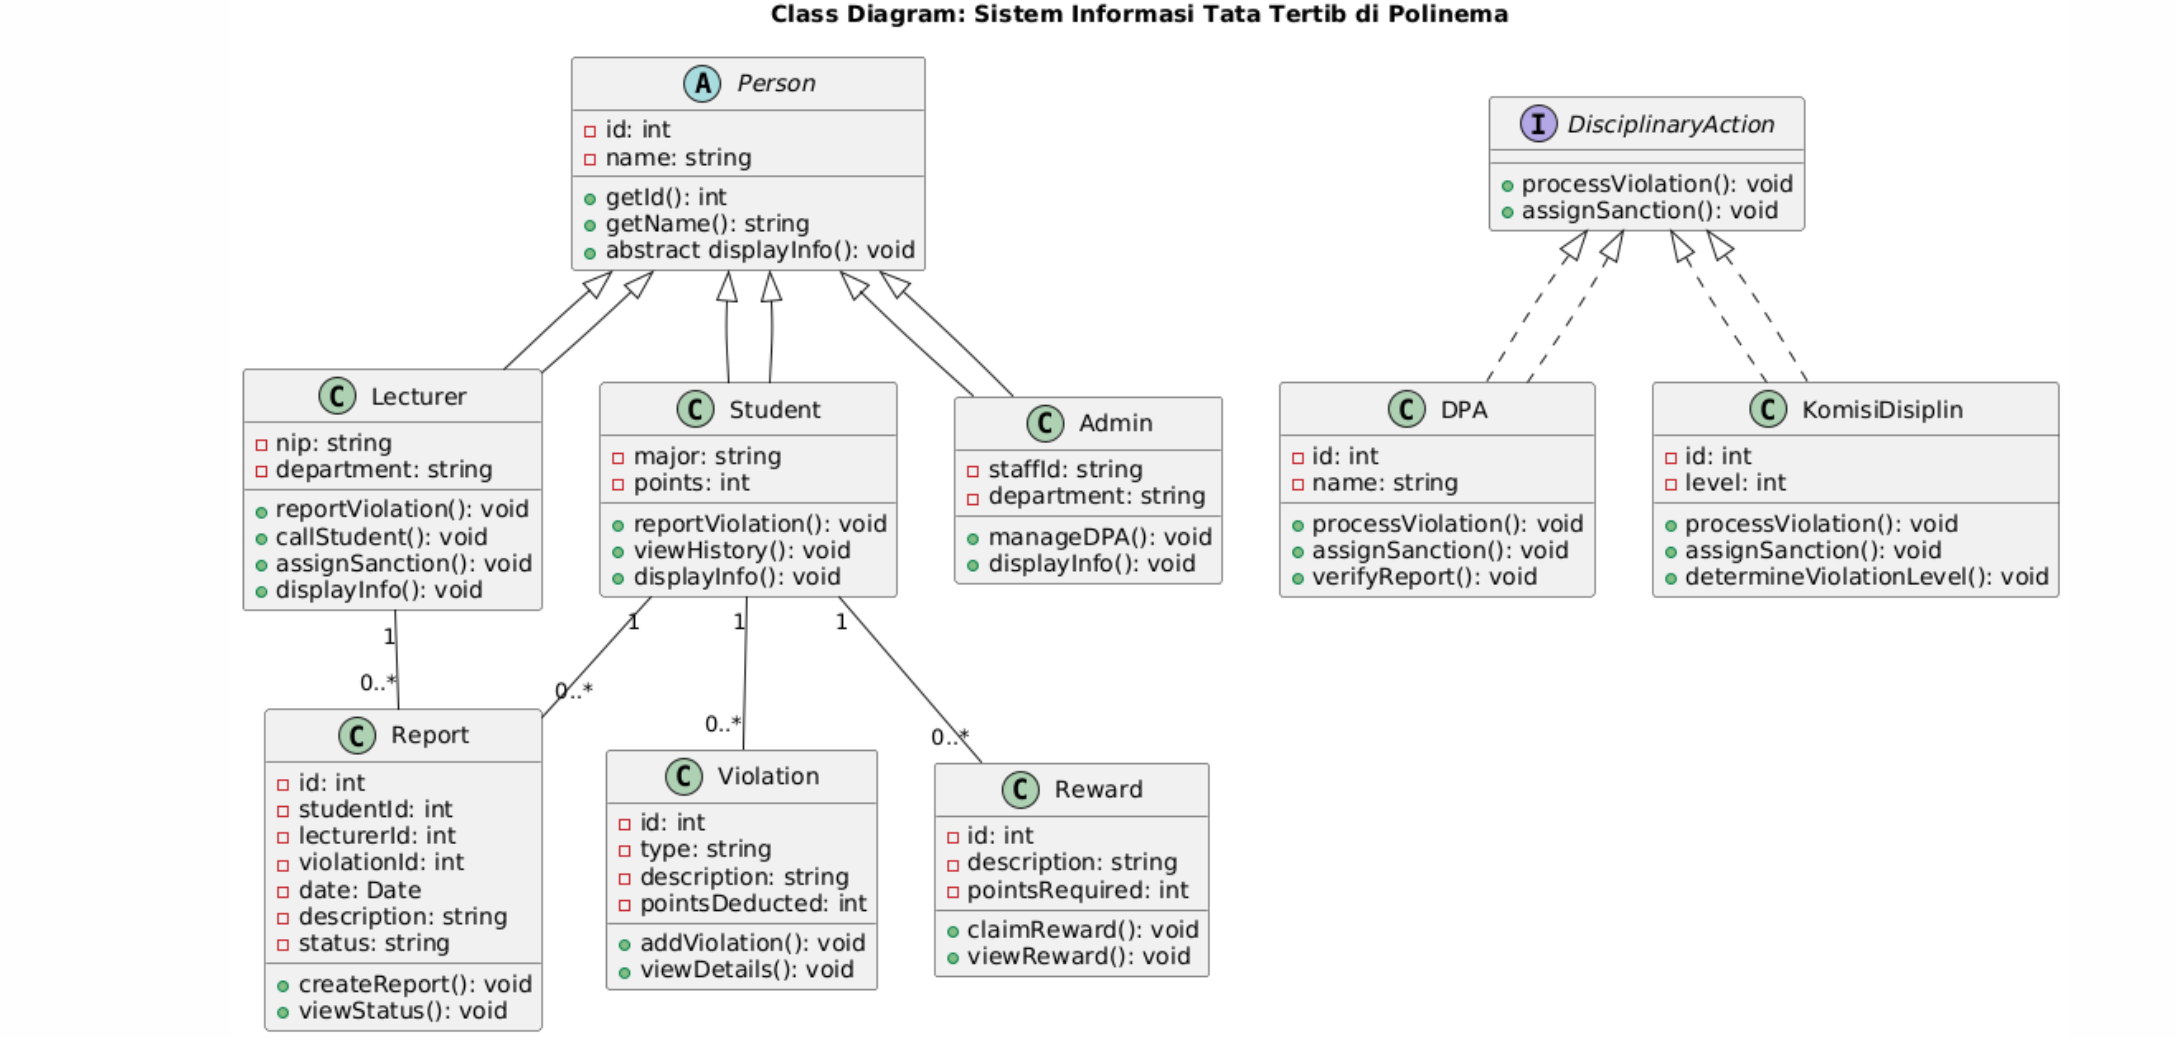 Class Diagram: Sistem Informasi Tata Tertib di Polinema
A Person
id: int
name: string
getId(): int
getName(): string
abstract displayInfo(): void
I DisciplinaryAction
processViolation(): void
assignSanction(): void
C Lecturer
nip: string
department: string
reportViolation(): void
callStudent(): void
assignSanction(): void
displayInfo(): void
C Student
major: string
points: int
reportViolation(): void
viewHistory(): void
displayInfo(): void
C Admin
staffId: string
department: string
manageDPA(): void
displayInfo(): void
C DPA
id: int
name: string
processViolation(): void
assignSanction(): void
verifyReport(): void
C KomisiDisiplin
id: int
level: int
processViolation(): void
assignSanction(): void
determineViolationLevel(): void
1
0..*
1
0..*
1
0..*
1
0..*
C Report
id: int
studentId: int
lecturerId: int
violationId: int
date: Date
description: string
status: string
createReport(): void
viewStatus(): void
C Violation
id: int
type: string
description: string
pointsDeducted: int
addViolation(): void
viewDetails(): void
C Reward
id: int
description: string
pointsRequired: int
claimReward(): void
viewReward(): void